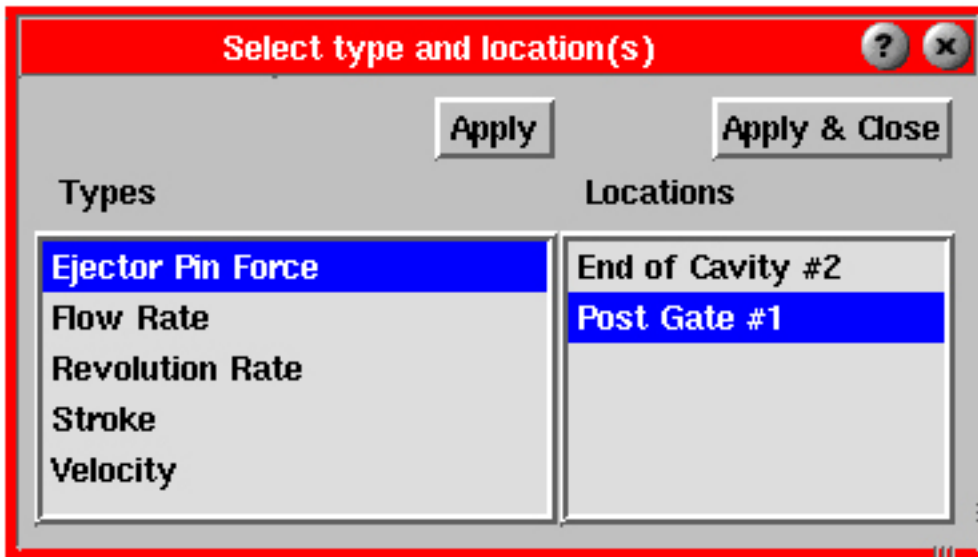 Select type and location(s) ? ×
Apply Apply & Close
Types Locations
Ejector Pin Force
Flow Rate
Revolution Rate
Stroke
Velocity
End of Cavity #2
Post Gate #1